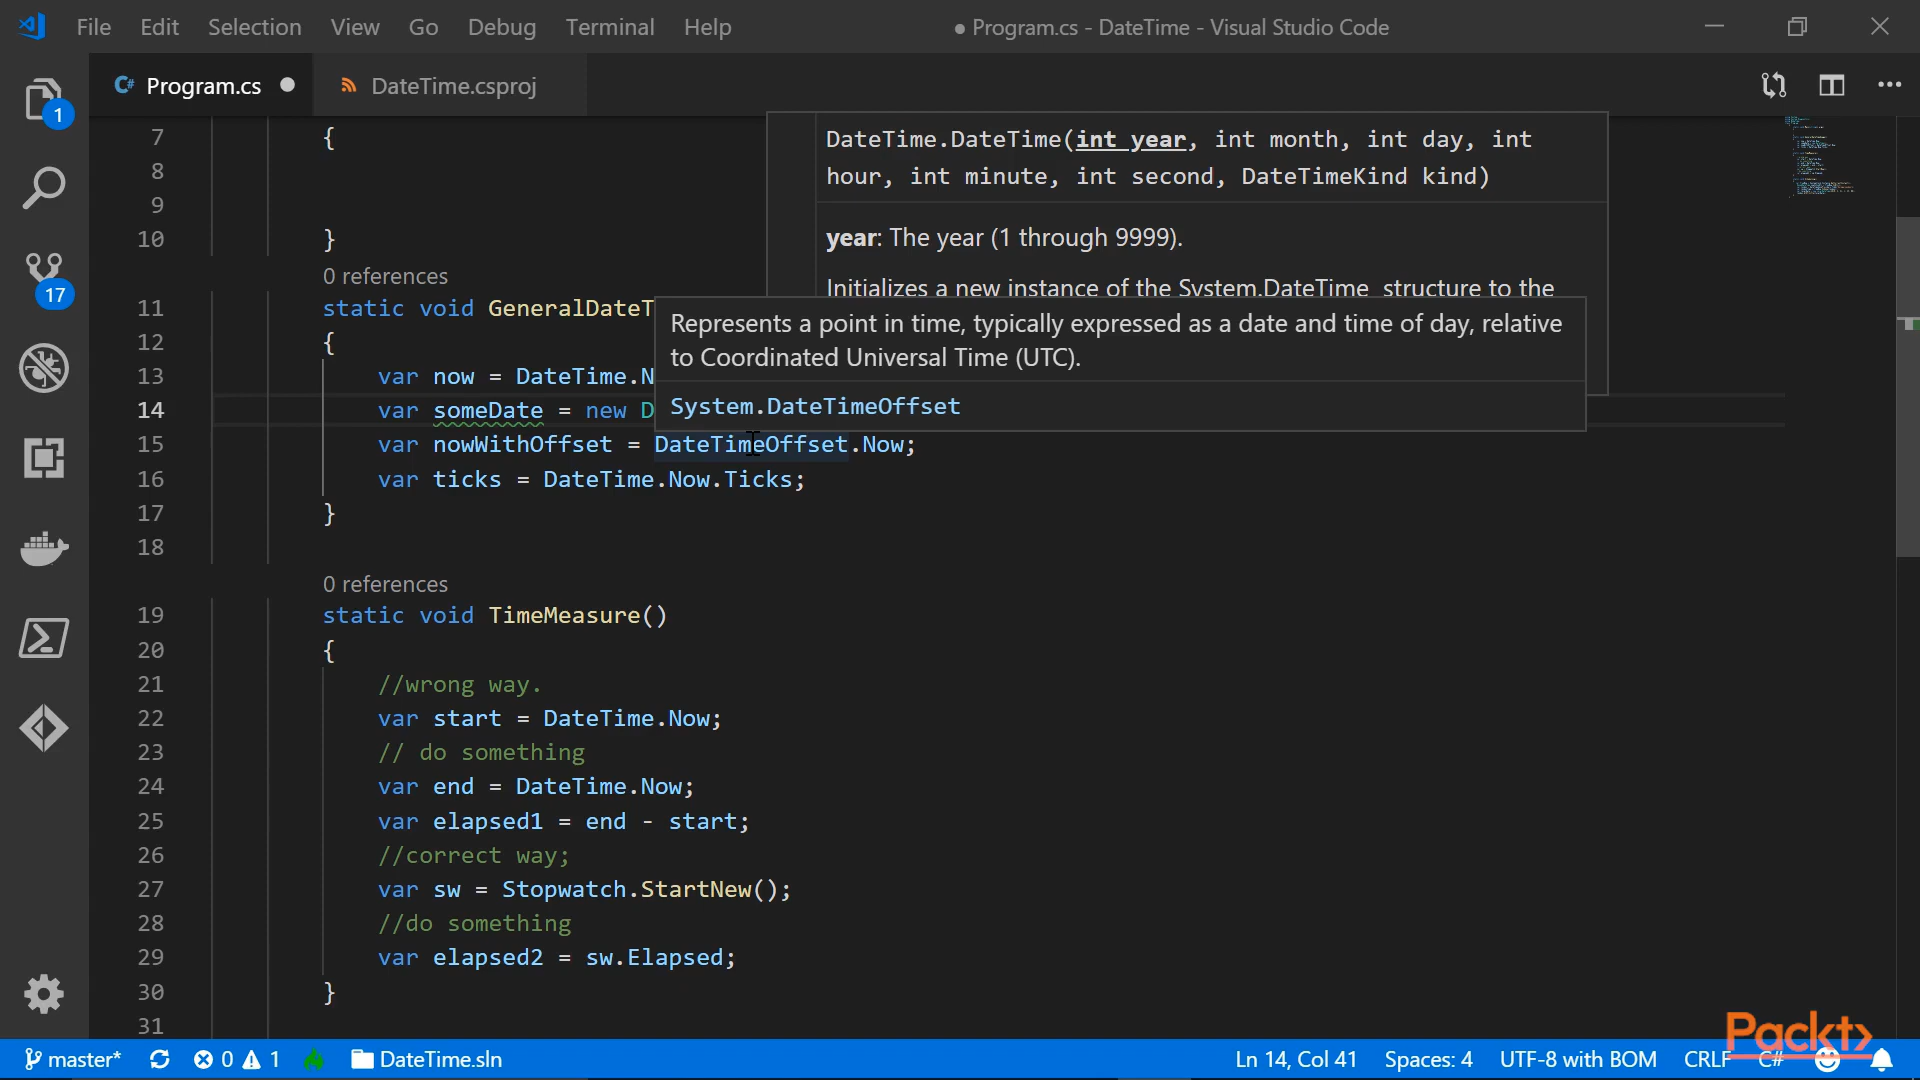 File Edit Selection View Go Debug Terminal Help
● Program.cs - DateTime - Visual Studio Code
1
17
C# Program.cs
DateTime.csproj
DateTime.DateTime(int year, int month, int day, int
hour, int minute, int second, DateTimeKind kind)
year: The year (1 through 9999).
Initializes a new instance of the System.DateTime structure to the
Represents a point in time, typically expressed as a date and time of day, relative
to Coordinated Universal Time (UTC).
System.DateTimeOffset
7 {
8
9
10 }
0 references
11 static void GeneralDateT
12 {
13 var now = DateTime.N
14 var someDate = new D
15 var nowWithOffset = DateTimeOffset.Now;
16 var ticks = DateTime.Now.Ticks;
17 }
18
0 references
19 static void TimeMeasure()
20 {
21 //wrong way.
22 var start = DateTime.Now;
23 // do something
24 var end = DateTime.Now;
25 var elapsed1 = end - start;
26 //correct way;
27 var sw = Stopwatch.StartNew();
28 //do something
29 var elapsed2 = sw.Elapsed;
30 }
31
Packt>
master* 0 1 DateTime.sln Ln 14, Col 41 Spaces: 4 UTF-8 with BOM CRLF C#